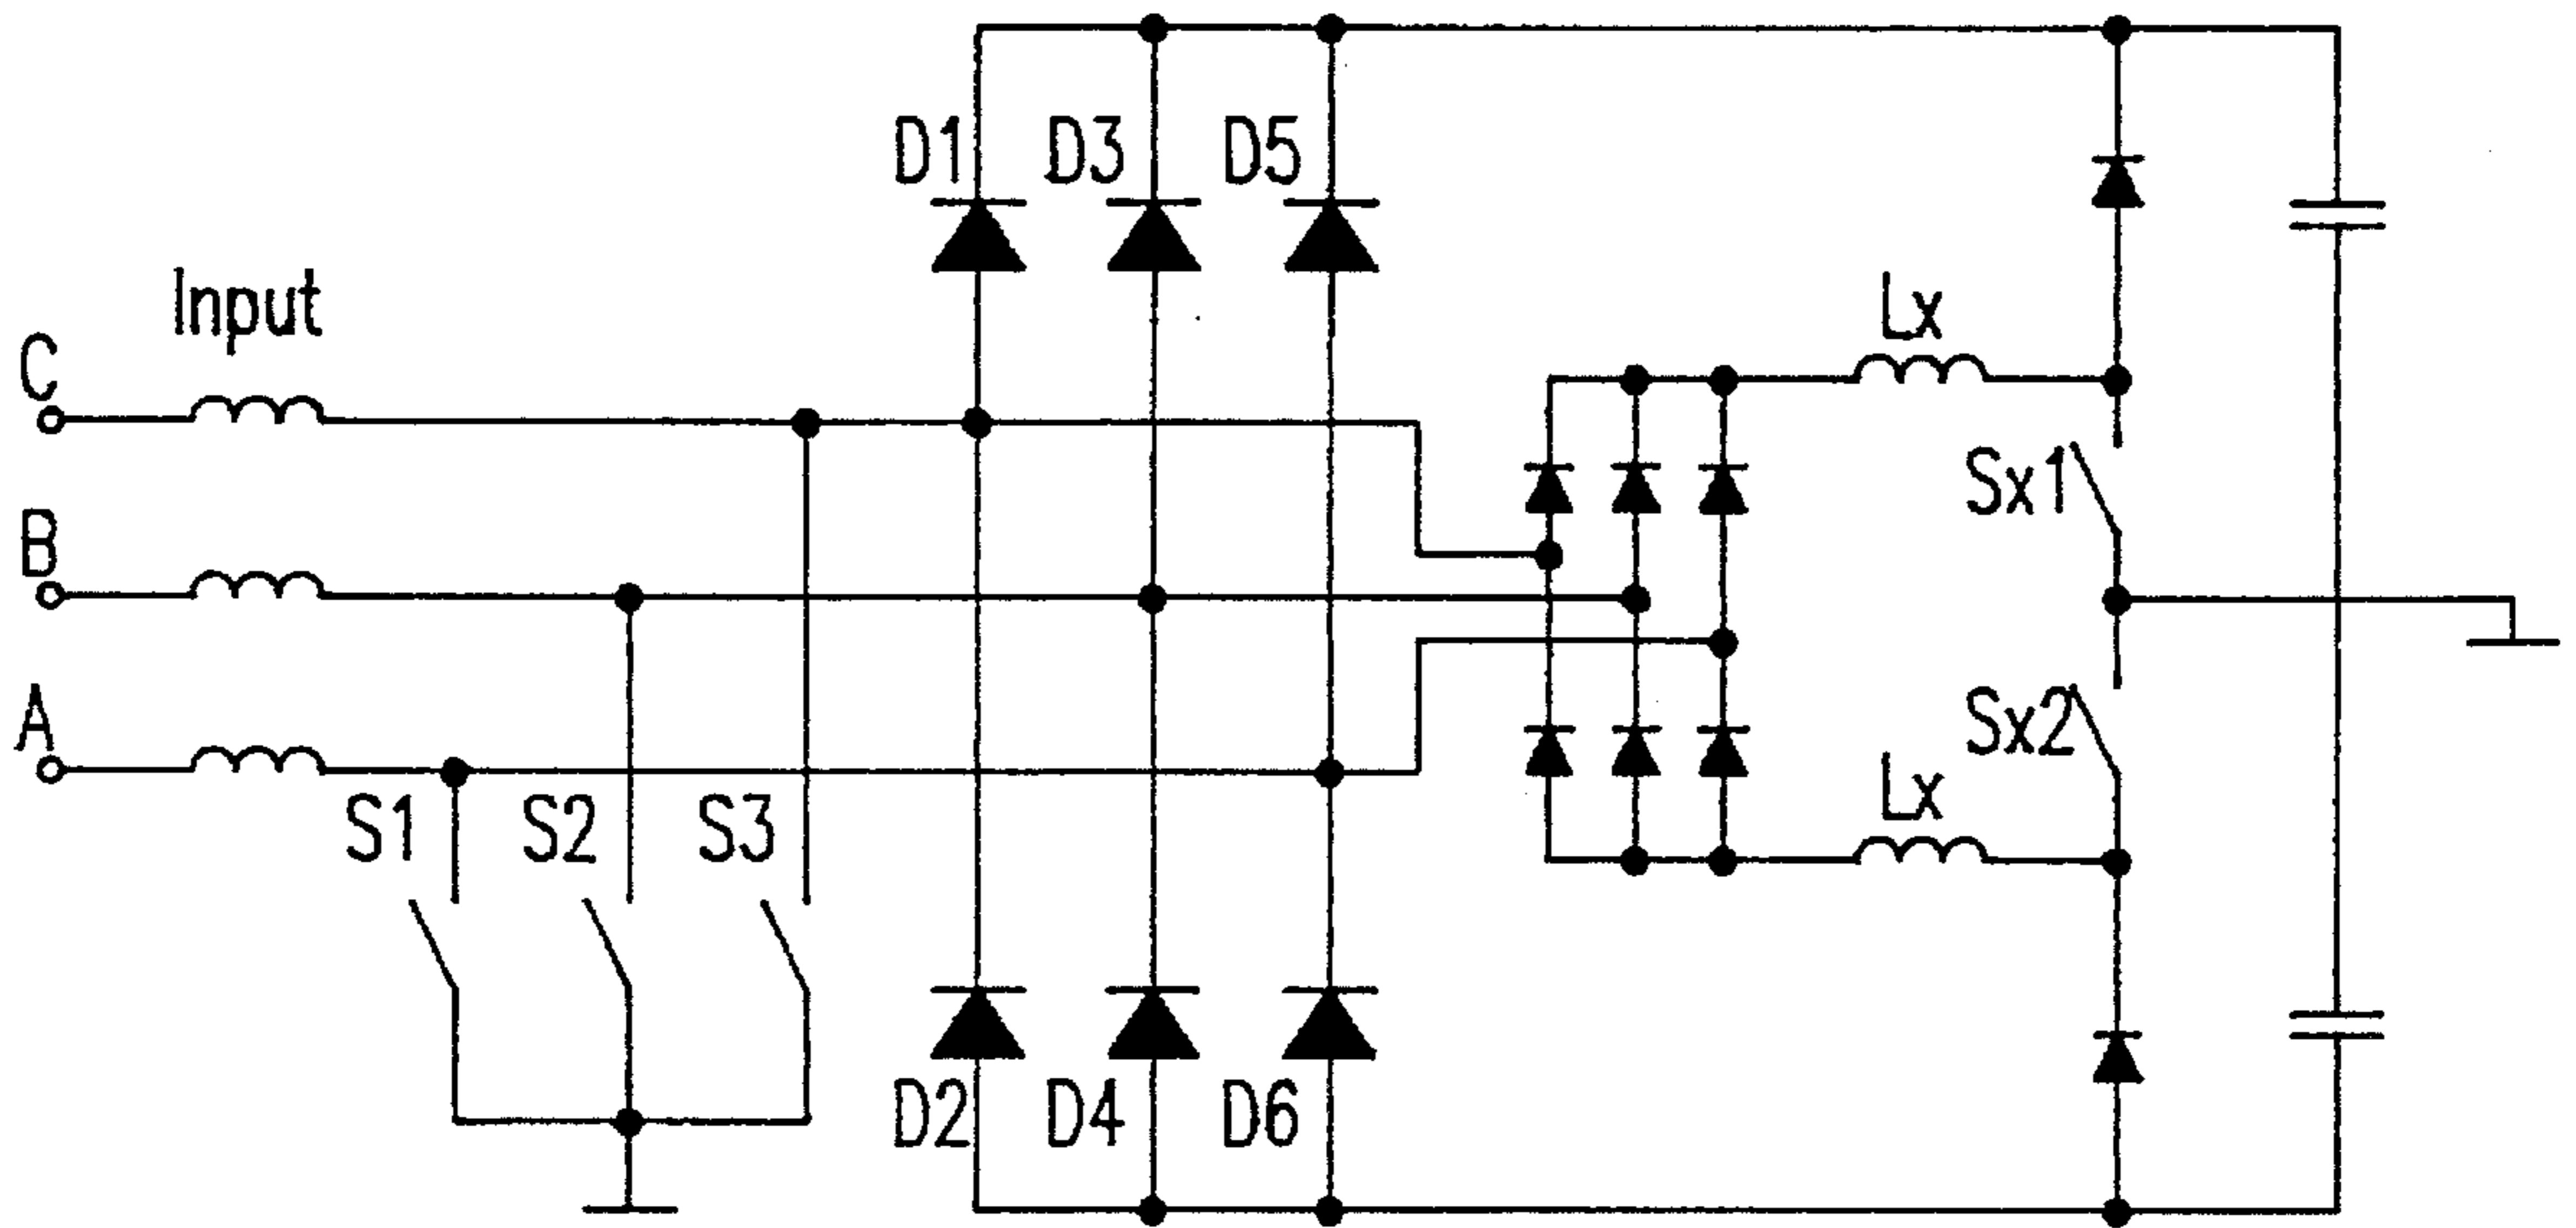 D1 D3 D5
Input
Lx
C
Sx1
B
A
Sx2
Lx
S1 S2 S3
D2 D4 D6